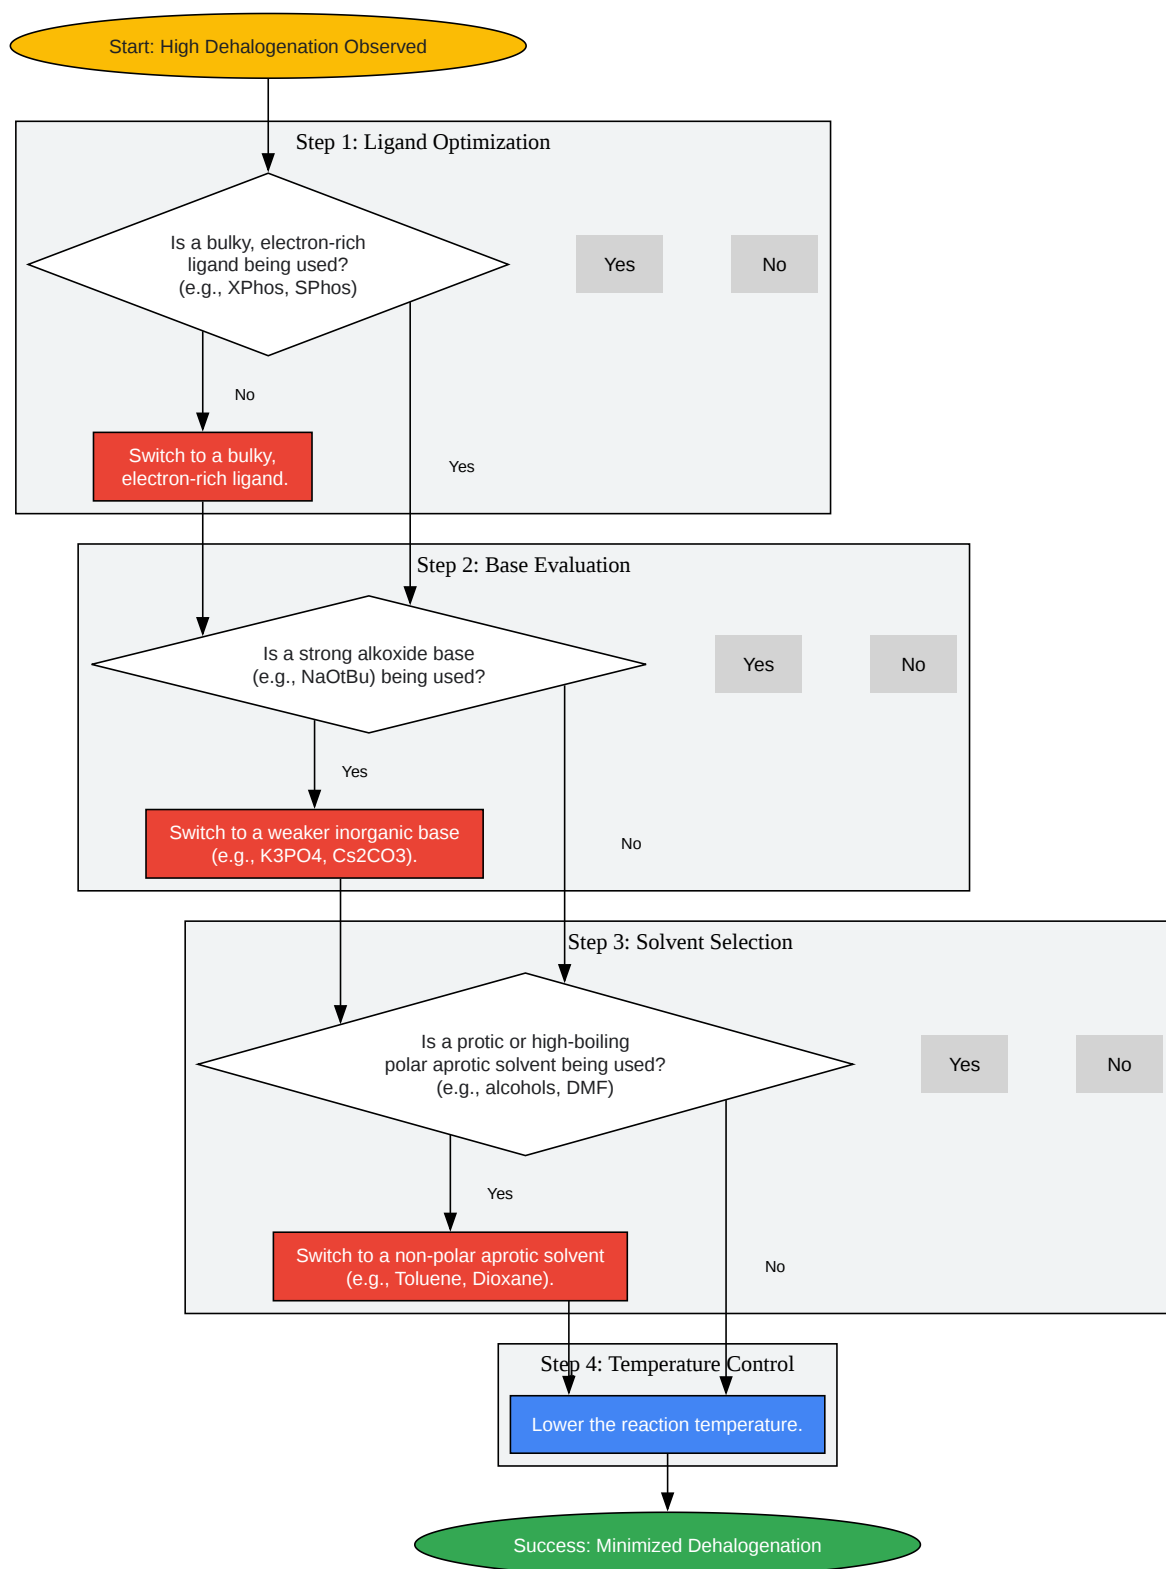 Start: High Dehalogenation Observed
Step 1: Ligand Optimization
Is a bulky, electron-rich
ligand being used?
(e.g., XPhos, SPhos)
Yes
No
No
Switch to a bulky,
electron-rich ligand.
Yes
Step 2: Base Evaluation
Is a strong alkoxide base
(e.g., NaOtBu) being used?
Yes
No
Yes
Switch to a weaker inorganic base
(e.g., K3PO4, Cs2CO3).
No
Step 3: Solvent Selection
Is a protic or high-boiling
polar aprotic solvent being used?
(e.g., alcohols, DMF)
Yes
No
Yes
Switch to a non-polar aprotic solvent
(e.g., Toluene, Dioxane).
No
Step 4: Temperature Control
Lower the reaction temperature.
Success: Minimized Dehalogenation